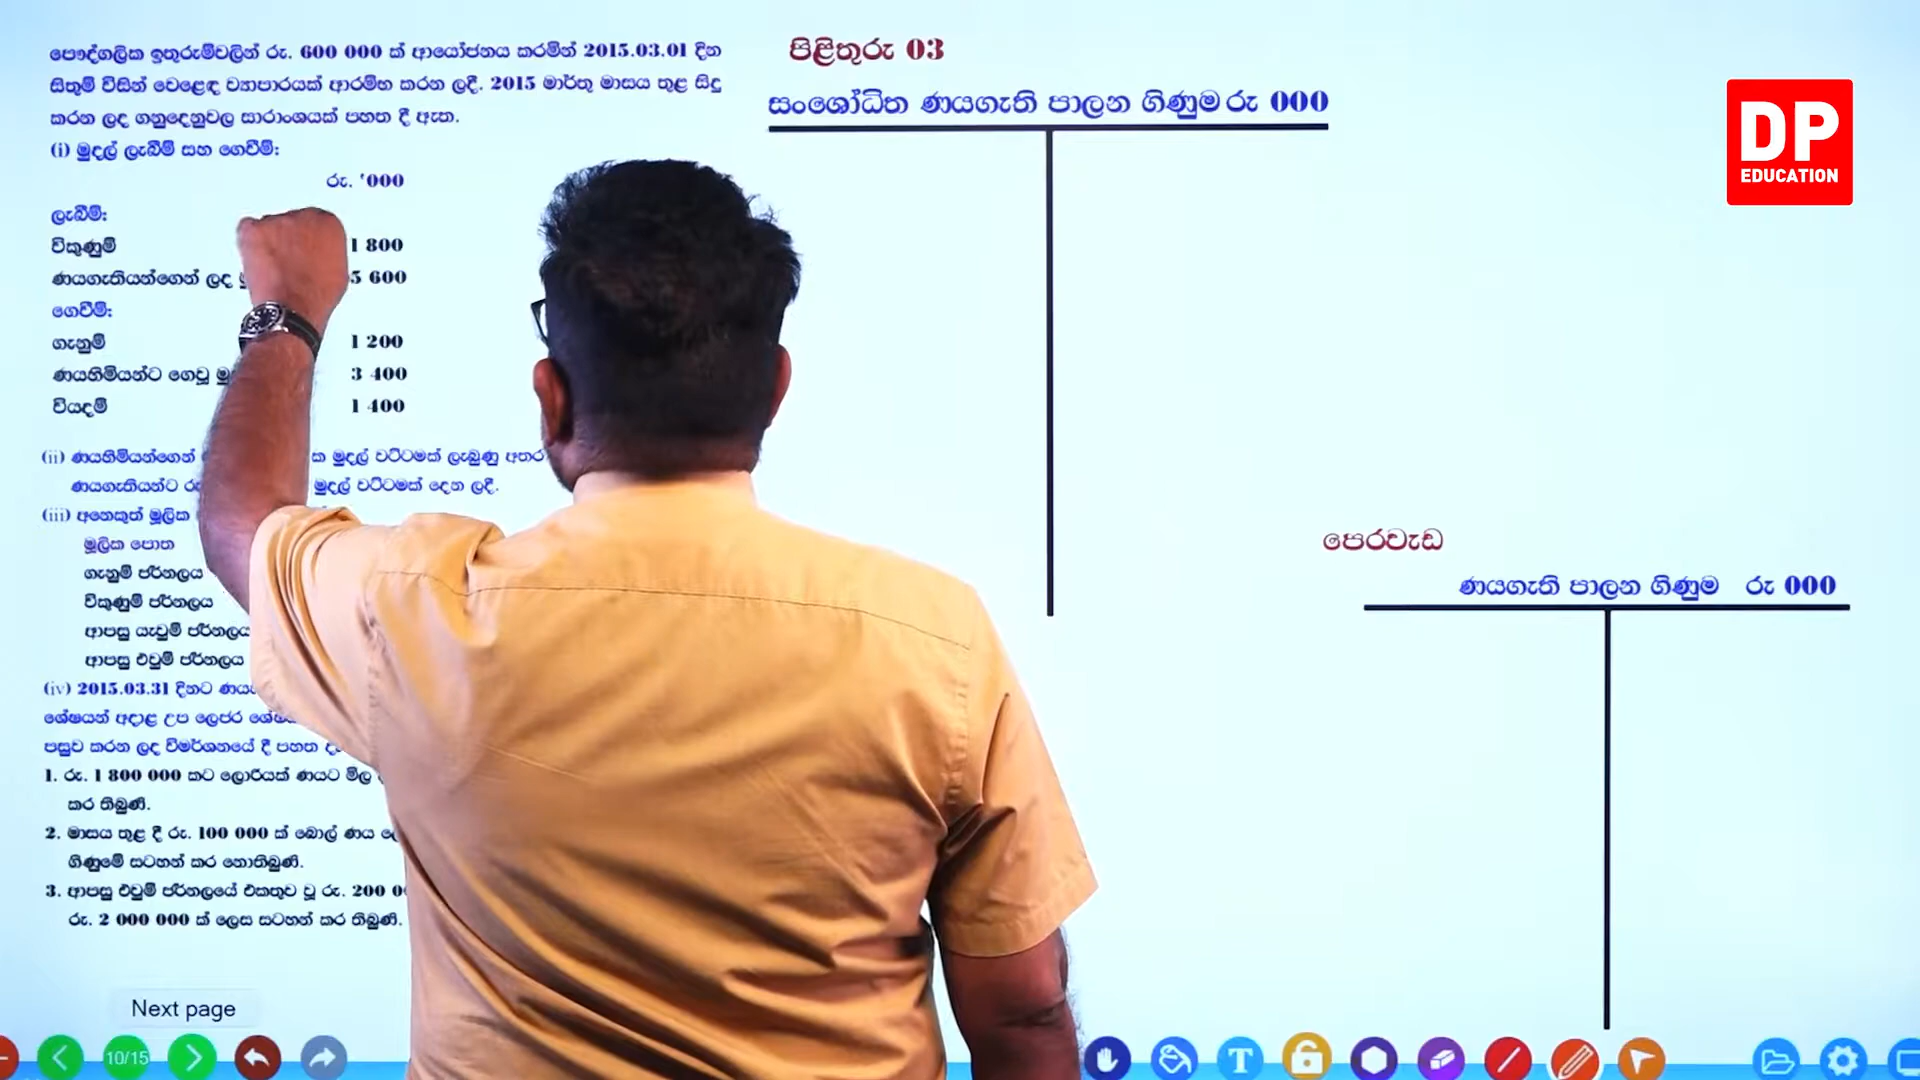 පෞද්ගලික ඉතුරුම්වලින් රු. 600 000 ක් ආයෝජනය කරමින් 2015.03.01 දින
සිතුම් විසින් වෙළෙඳ ව්‍යාපාරයක් ආරම්භ කරන ලදී. 2015 මාර්තු මාසය තුළ සිදු
කරන ලද ගනුදෙනුවල සාරාංශයක් පහත දී ඇත.
(i) මුදල් ලැබීම් සහ ගෙවීම්:
රු. '000
ලැබීම්:
විකුණුම් 1 800
ණයගැතියන්ගෙන් ලද 5 600
ගෙවීම්:
ගැනුම් 1 200
ණයහිමියන්ට ගෙවූ 3 400
වියදම් 1 400
(ii) ණයහිමියන්ගෙන් ක මුදල් වට්ටමක් ලැබුණු අතර
ණයගැතියන්ට මුදල් වට්ටමක් දෙන ලදී.
(iii) අනෙකුත් මූලික
මූලික පොත
ගැනුම් ජර්නලය
විකුණුම් ජර්නලය
ආපසු යැවුම් ජර්නලය
ආපසු එවුම් ජර්නලය
(iv) 2015.03.31 දිනට
ශේෂයන් අදාළ උප ලෙජර
පසුව කරන ලද විමර්ශනයේ දී පහත
1. රු. 1 800 000 කට ලොරියක් ණයට මිල
කර තිබුණි.
2. මාසය තුළ දී රු. 100 000 ක් බොල් ණය
ගිණුමේ සටහන් කර නොතිබුණි.
3. ආපසු එවුම් ජර්නලයේ එකතුව වූ රු. 200
රු. 2 000 000 ක් ලෙස සටහන් කර තිබුණි.
පිළිතුරු 03
සංශෝධිත ණයගැති පාලන ගිණුම රු 000
DP
EDUCATION
පෙරවැඩ
ණයගැති පාලන ගිණුම රු 000
Next page
10/15
T